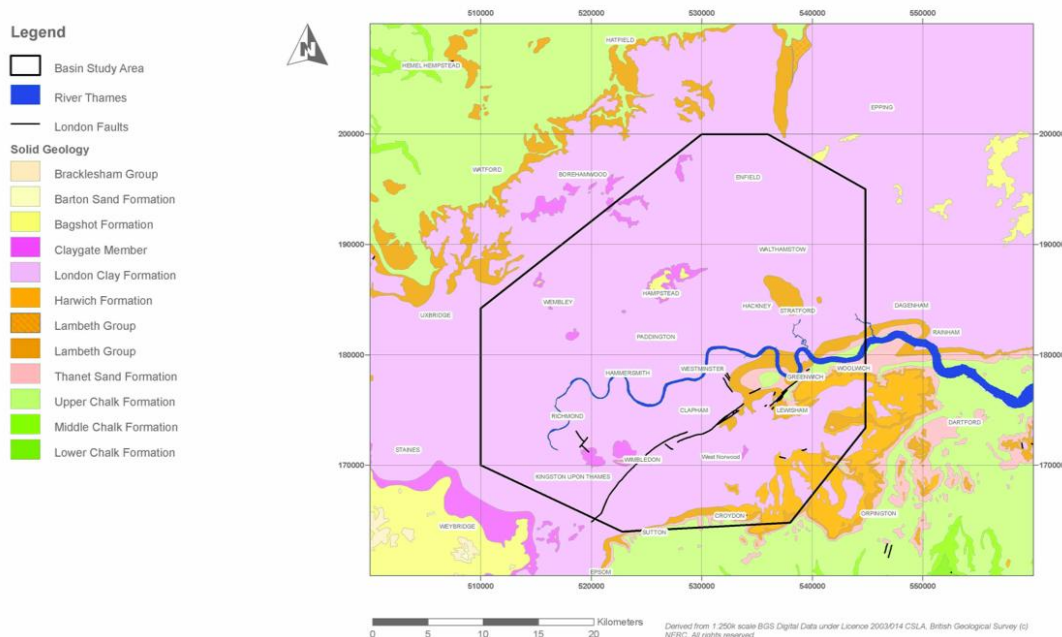 Legend
Basin Study Area
River Thames
London Faults
Solid Geology
Bracklesham Group
Barton Sand Formation
Bagshot Formation
Claygate Member
London Clay Formation
Harwich Formation
Lambeth Group
Lambeth Group
Thanet Sand Formation
Upper Chalk Formation
Middle Chalk Formation
Lower Chalk Formation
N
510000 520000 530000 540000 550000
200000 200000
190000 190000
180000 180000
170000 170000
HATFIELD
HEMEL HEMPSTEAD
EPPING
WATFORD
BOREHAMWOOD
ENFIELD
WALTHAMSTOW
HAMPSTEAD
WEMBLEY
HACKNEY
STRATFORD
DAGENHAM
UXBRIDGE
RAINHAM
PADDINGTON
HAMMERSMITH
WESTMINSTER
GREENWICH
WOOLWICH
RICHMOND
CLAPHAM
LEWISHAM
DARTFORD
STAINES
WIMBLEDON
West Norwood
KINGSTON UPON THAMES
WEYBRIDGE
CROYDON
ORPINGTON
SUTTON
EPSOM
510000 520000 530000 540000 550000
Kilometers
0 5 10 15 20
Derived from 1:250k scale BGS Digital Data under Licence 2003/014 CSLA, British Geological Survey (c)
NERC. All rights reserved